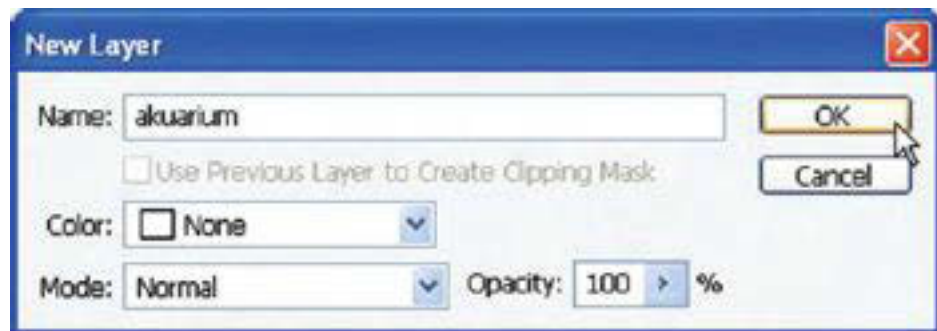 New Layer
Name: akuarium OK
Use Previous Layer to Create Clipping Mask Cancel
Color: None
Mode: Normal Opacity: 100 %